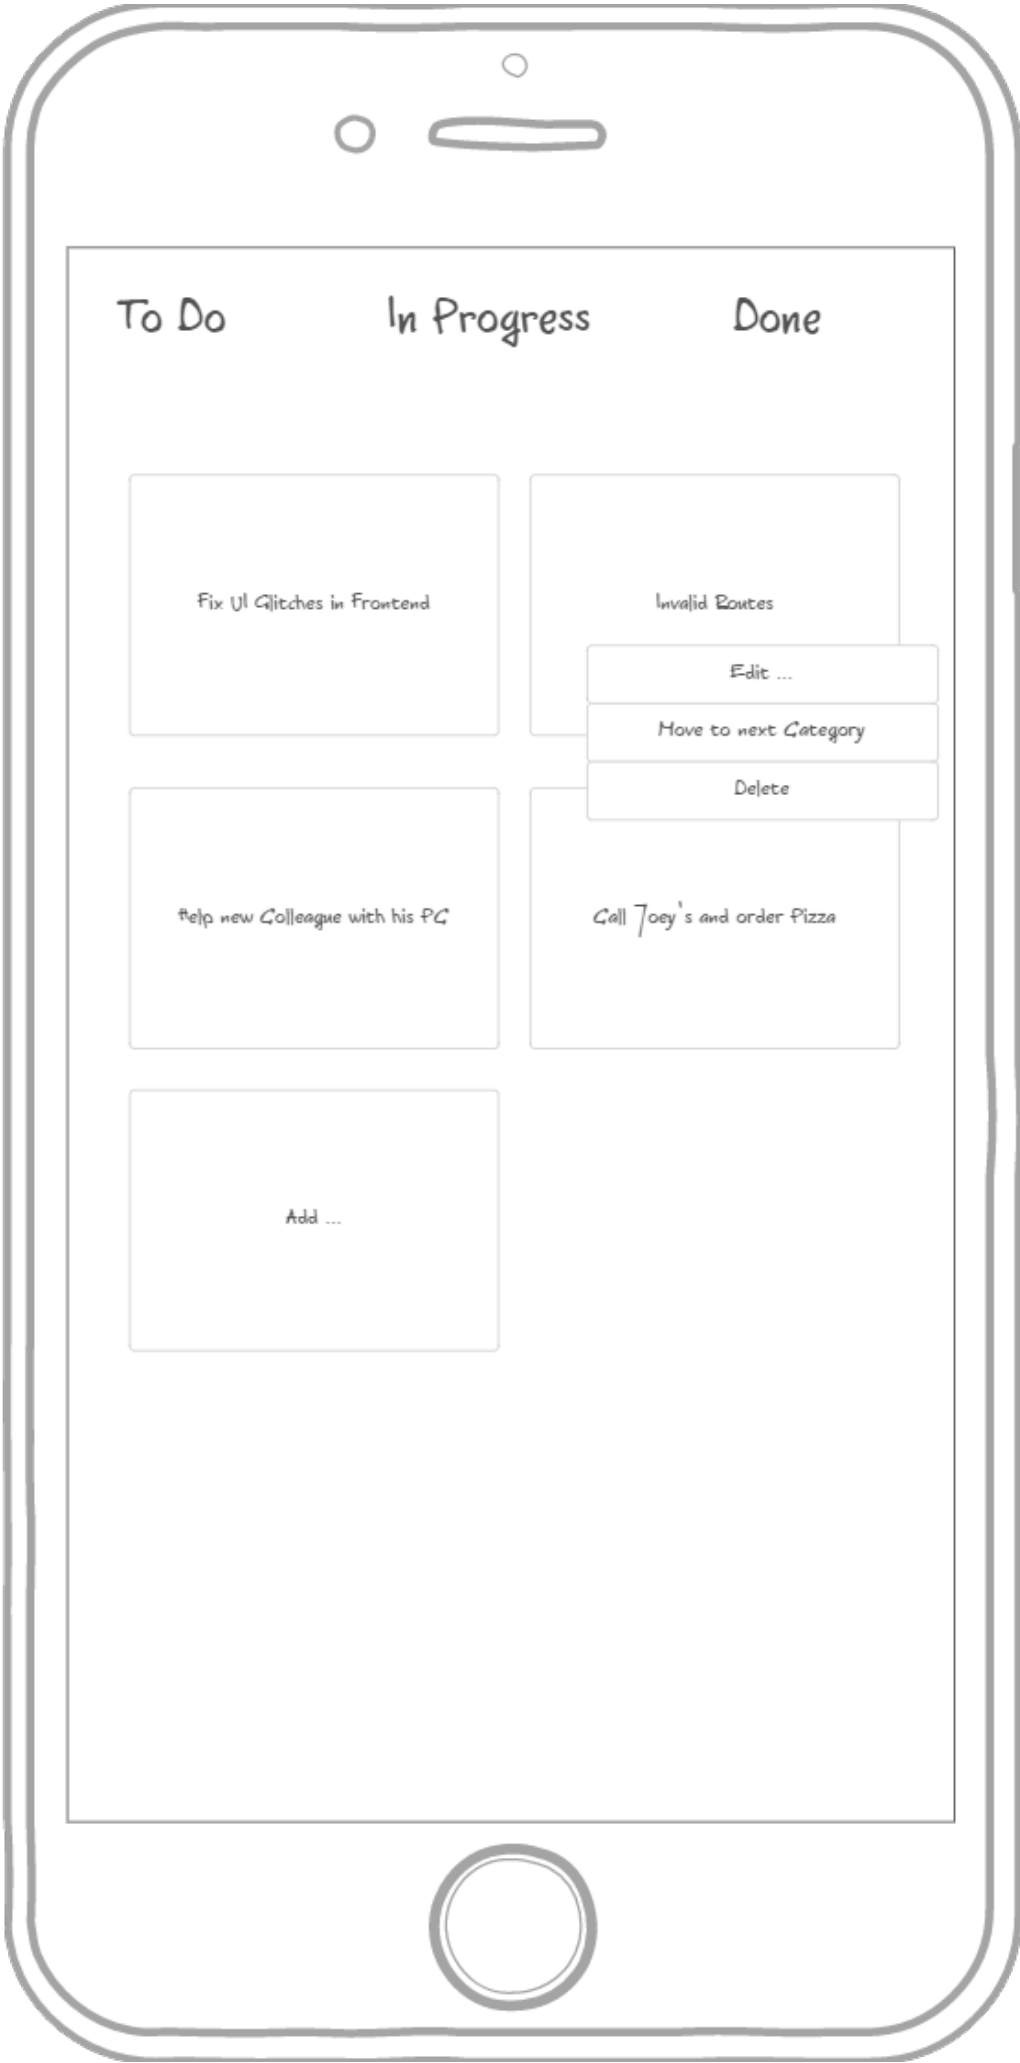 To Do In Progress Done
Fix UI Glitches in Frontend
Invalid Routes
Edit ...
Move to next Category
Delete
Help new Colleague with his PC
Call Joey's and order Pizza
Add ...